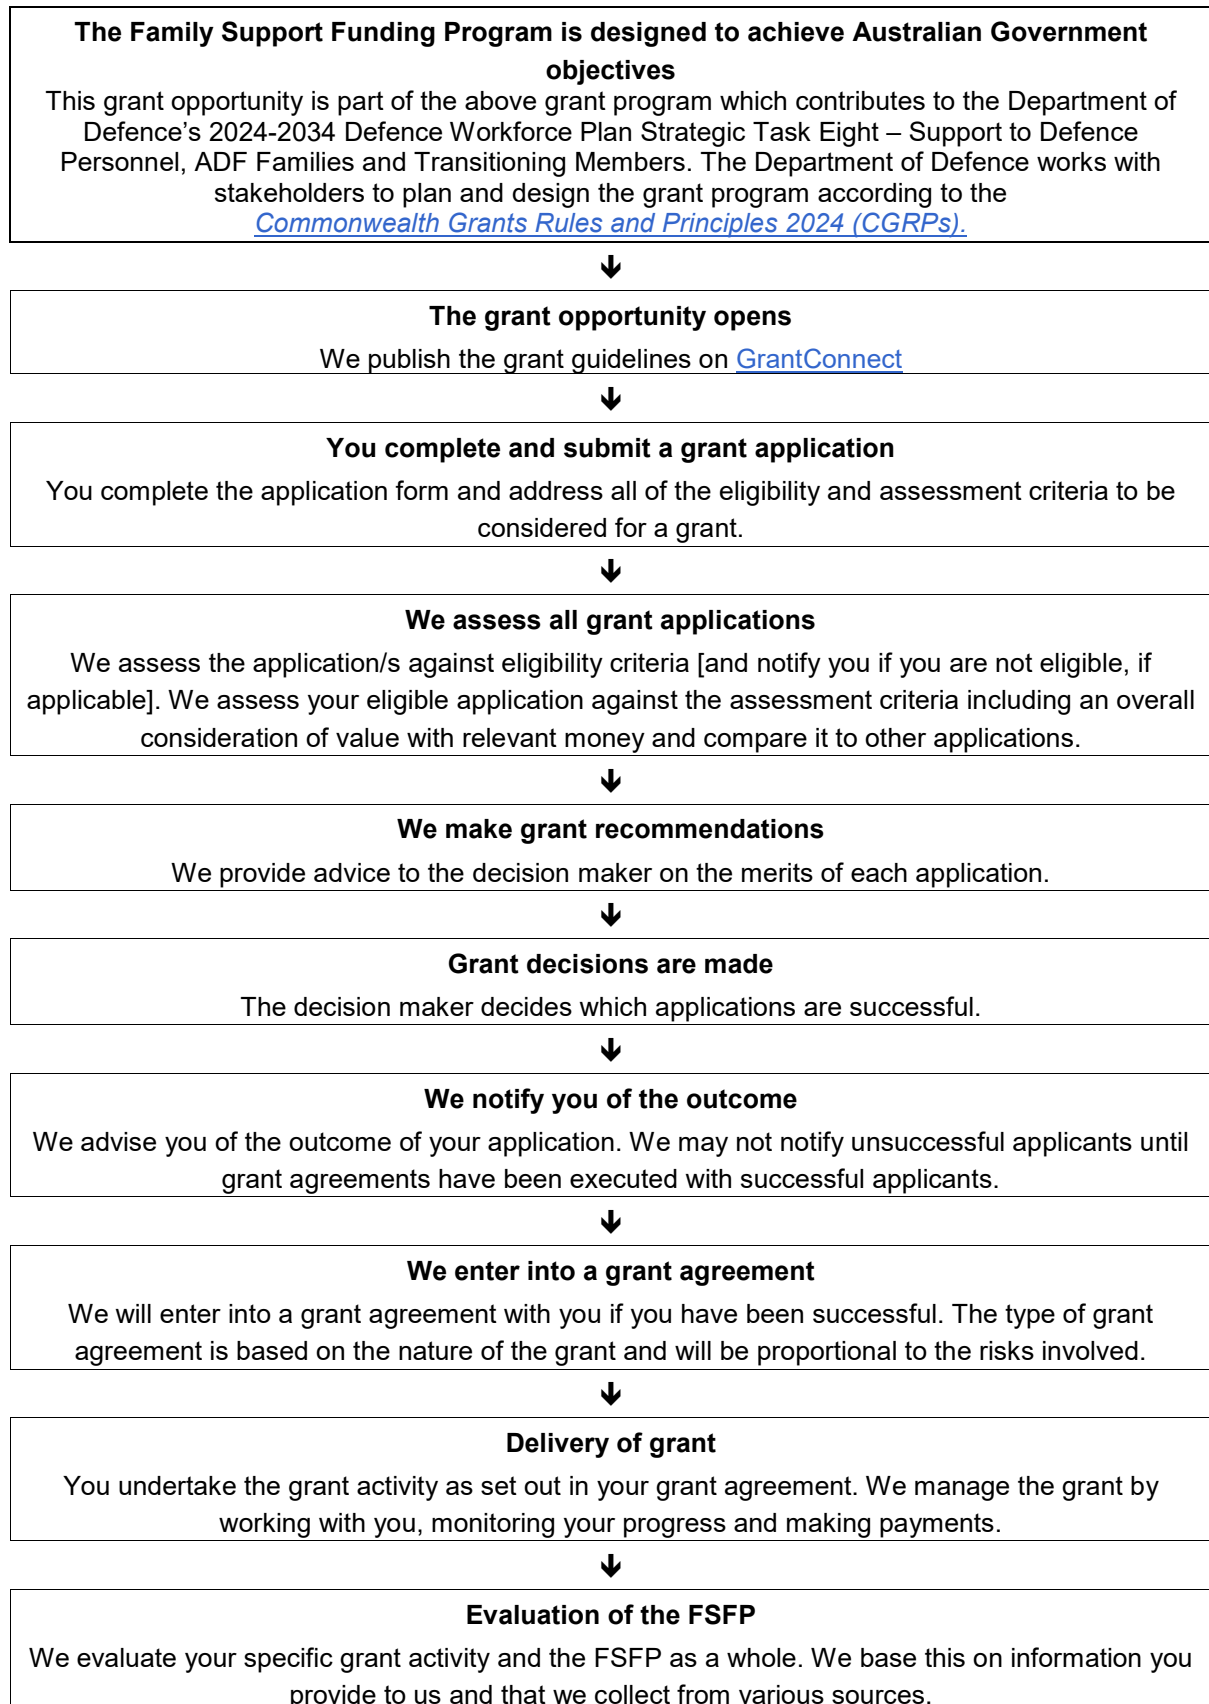 The Family Support Funding Program is designed to achieve Australian Government
objectives
This grant opportunity is part of the above grant program which contributes to the Department of
Defence's 2024-2034 Defence Workforce Plan Strategic Task Eight – Support to Defence
Personnel, ADF Families and Transitioning Members. The Department of Defence works with
stakeholders to plan and design the grant program according to the
Commonwealth Grants Rules and Principles 2024 (CGRPs).
The grant opportunity opens
We publish the grant guidelines on GrantConnect
You complete and submit a grant application
You complete the application form and address all of the eligibility and assessment criteria to be
considered for a grant.
We assess all grant applications
We assess the application/s against eligibility criteria [and notify you if you are not eligible, if
applicable]. We assess your eligible application against the assessment criteria including an overall
consideration of value with relevant money and compare it to other applications.
We make grant recommendations
We provide advice to the decision maker on the merits of each application.
Grant decisions are made
The decision maker decides which applications are successful.
We notify you of the outcome
We advise you of the outcome of your application. We may not notify unsuccessful applicants until
grant agreements have been executed with successful applicants.
We enter into a grant agreement
We will enter into a grant agreement with you if you have been successful. The type of grant
agreement is based on the nature of the grant and will be proportional to the risks involved.
Delivery of grant
You undertake the grant activity as set out in your grant agreement. We manage the grant by
working with you, monitoring your progress and making payments.
Evaluation of the FSFP
We evaluate your specific grant activity and the FSFP as a whole. We base this on information you
provide to us and that we collect from various sources.